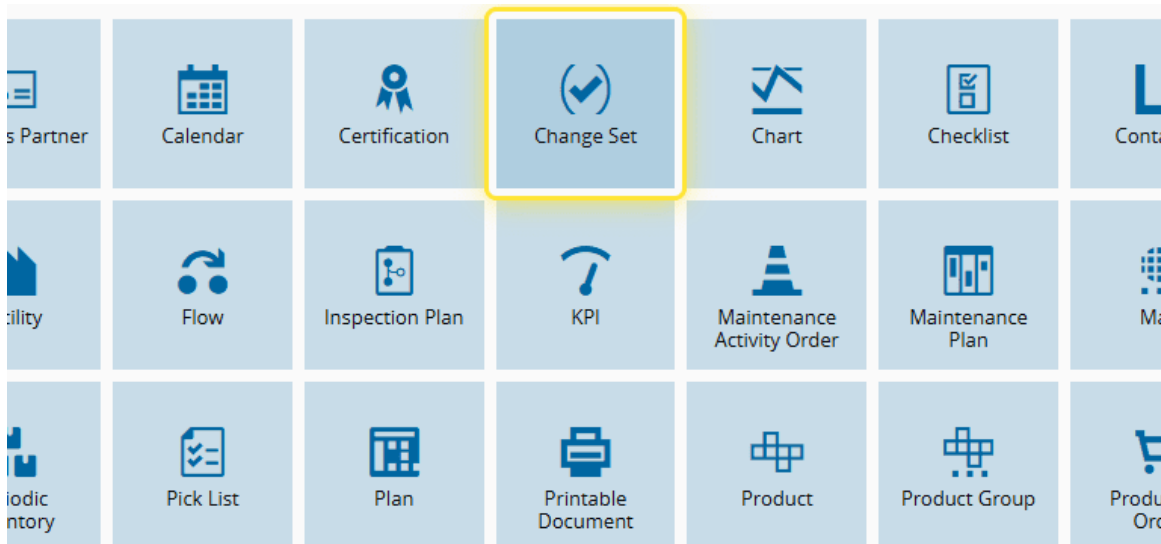 s Partner
Calendar
Certification
Change Set
Chart
Checklist
Conta
ility
Flow
Inspection Plan
KPI
Maintenance
Activity Order
Maintenance
Plan
Ma
iodic
ntory
Pick List
Plan
Printable
Document
Product
Product Group
Produ
Ord